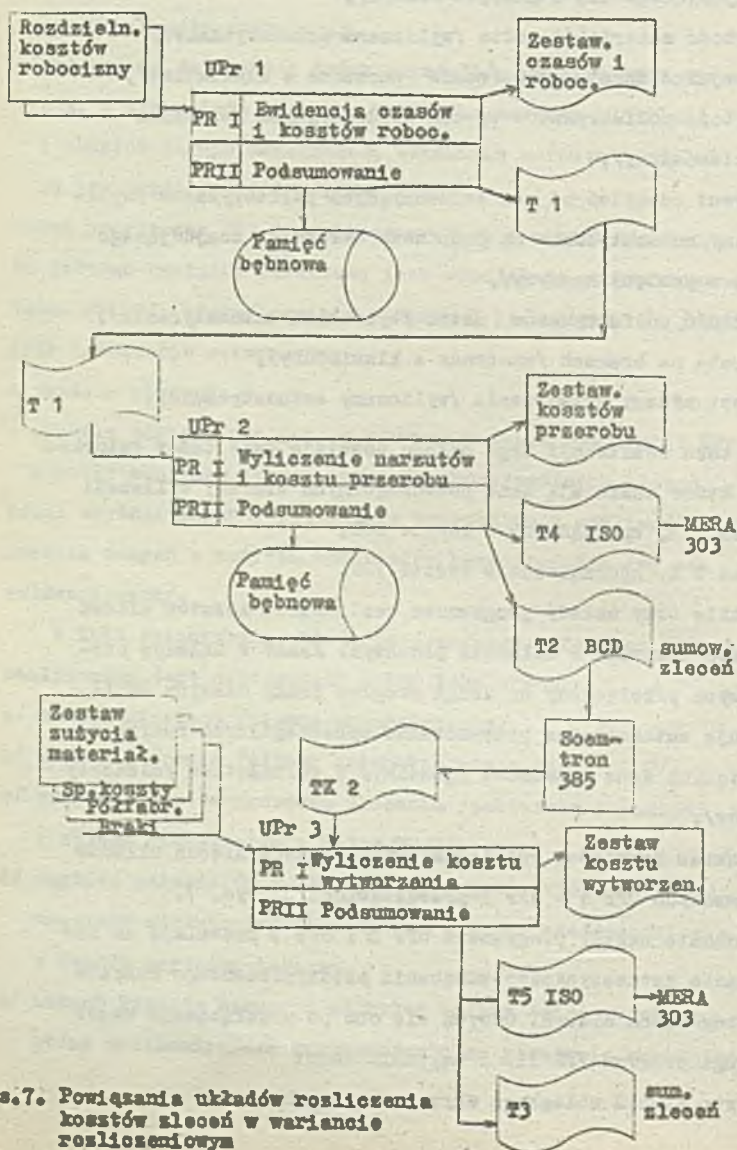 Rozdzieln.
kosztów
robocizny
UPr 1
PR I Ewidencja czasów
i kosztów roboc.
PRII Podsumowanie
Zestaw.
czasów i
roboc.
T 1
Pamięć
bębnowa
T 1
UPr 2
PR I Wyliczenie narzutów
i kosztu przerobu
PRII Podsumowanie
Zestaw.
kosztów
przerobu
T4 ISO
MERA
303
Pamięć
bębnowa
T2 BCD
sumow.
zleceń
Zestaw
zużycia
materiał.
Sp.koszty
Półfabr.
Braki
TX 2
Soem-
tron
385
UPr 3
PR I Wyliczenie kosztu
wytworzenia
PRII Podsumowanie
Zestaw
kosztu
wytworzen.
T5 ISO
MERA
303
T3
sum.
zleceń
s.7. Powiązania układów rozliczenia
kosztów zleceń w wariancie
rozliczeniowym